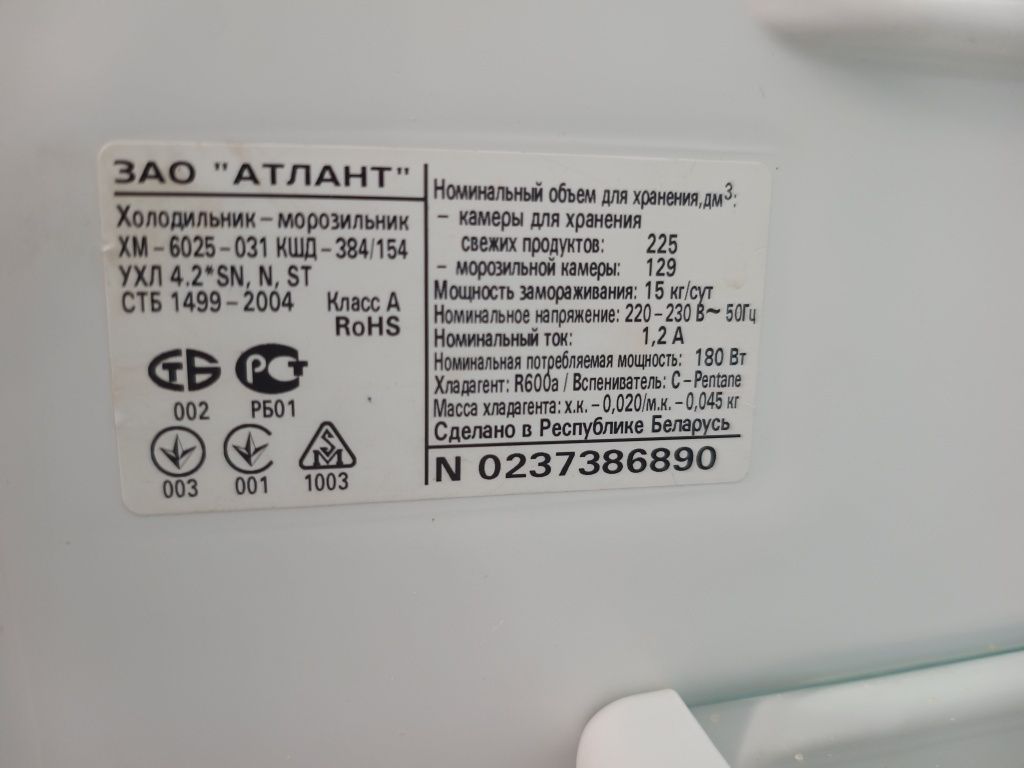 ЗАО "АТЛАНТ"
Холодильник – морозильник
ХМ – 6025 – 031 КШД – 384/154
УХЛ 4.2*SN, N, ST
СТБ 1499 – 2004 Класс А
RoHS
СТБ РСТ
002 РБ01
003 001 1003
Номинальный объем для хранения,дм³:
– камеры для хранения
свежих продуктов: 225
– морозильной камеры: 129
Мощность замораживания: 15 кг/сут
Номинальное напряжение: 220 – 230 В~ 50Гц
Номинальный ток: 1,2 А
Номинальная потребляемая мощность: 180 Вт
Хладагент: R600a / Вспениватель: C – Pentane
Масса хладагента: х.к. – 0,020/м.к. – 0,045 кг
Сделано в Республике Беларусь
N 0237386890